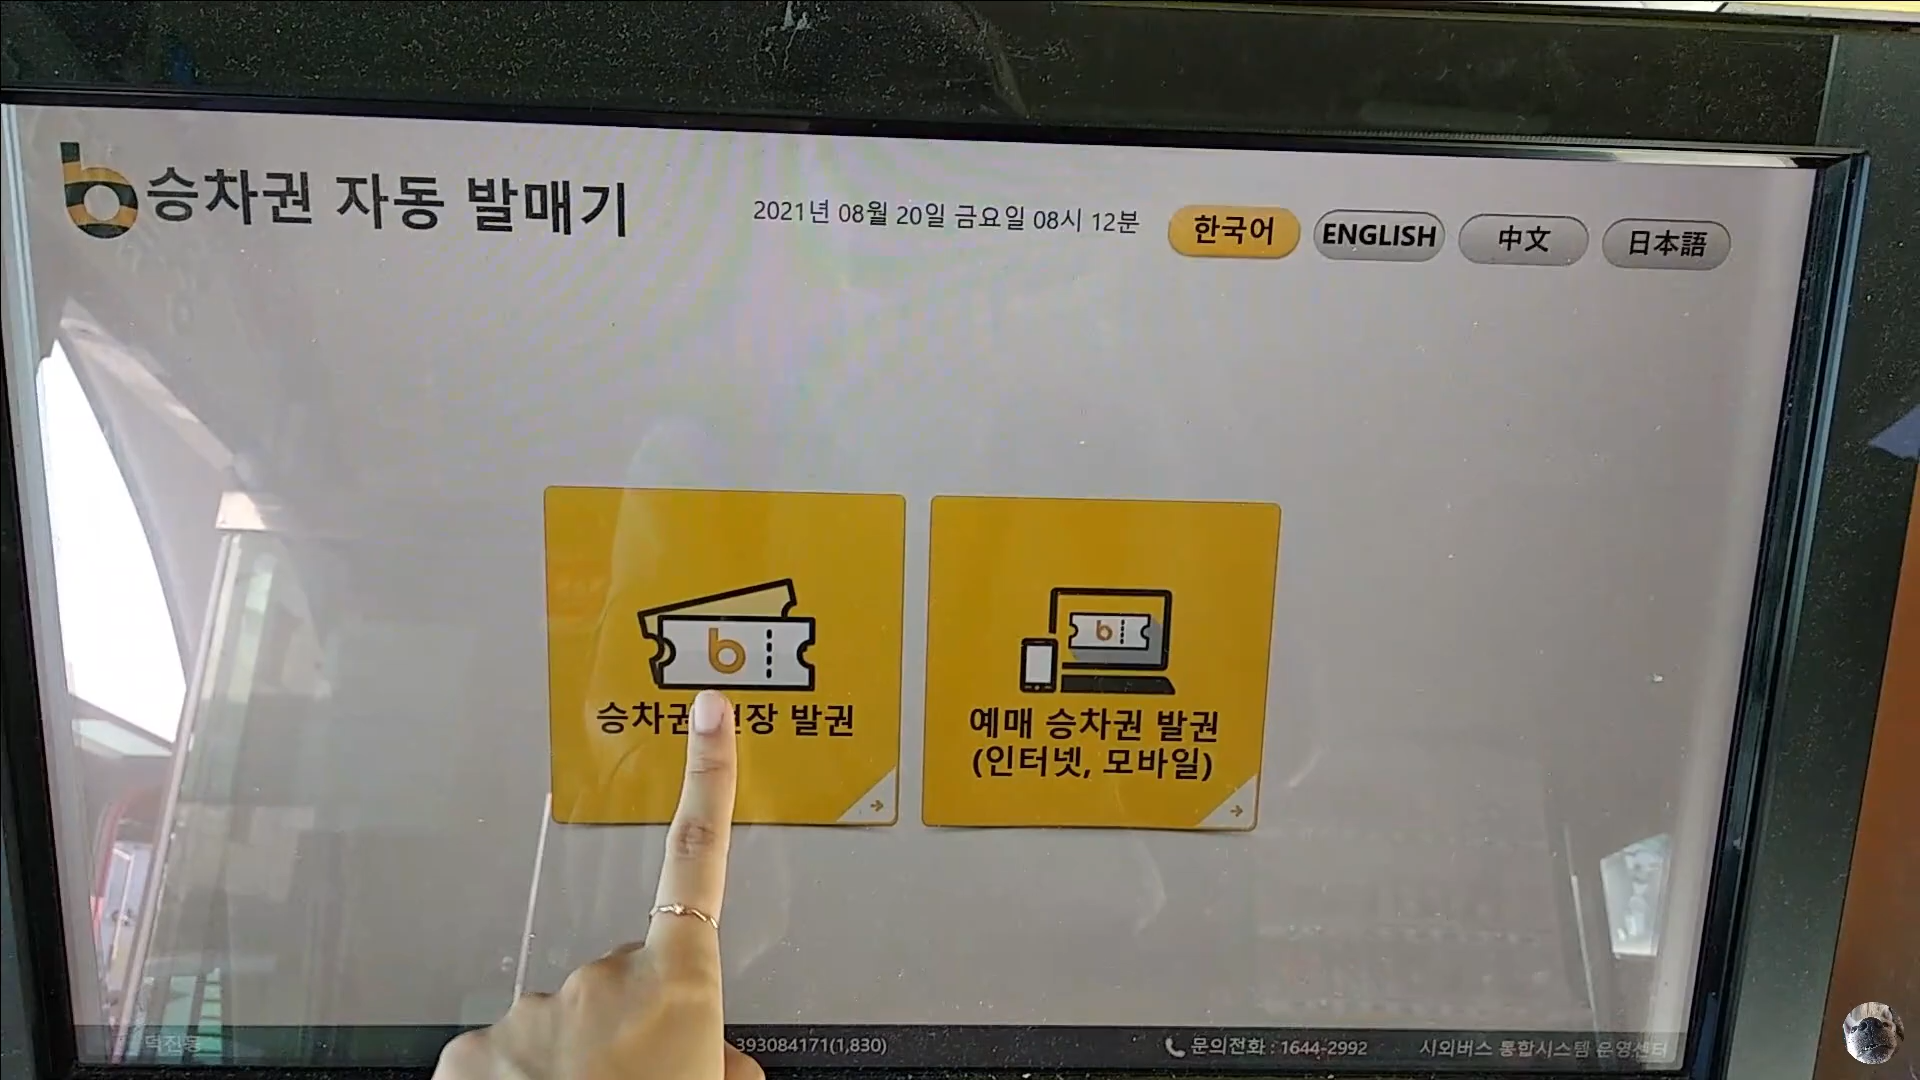 b 승차권 자동 발매기
2021년 08월 20일 금요일 08시 12분
한국어
ENGLISH
中文
日本語
b
승차권 현장 발권
b
예매 승차권 발권
(인터넷, 모바일)
덕진동
393084171(1,830)
문의전화 : 1644-2992
시외버스 통합시스템 운영센터